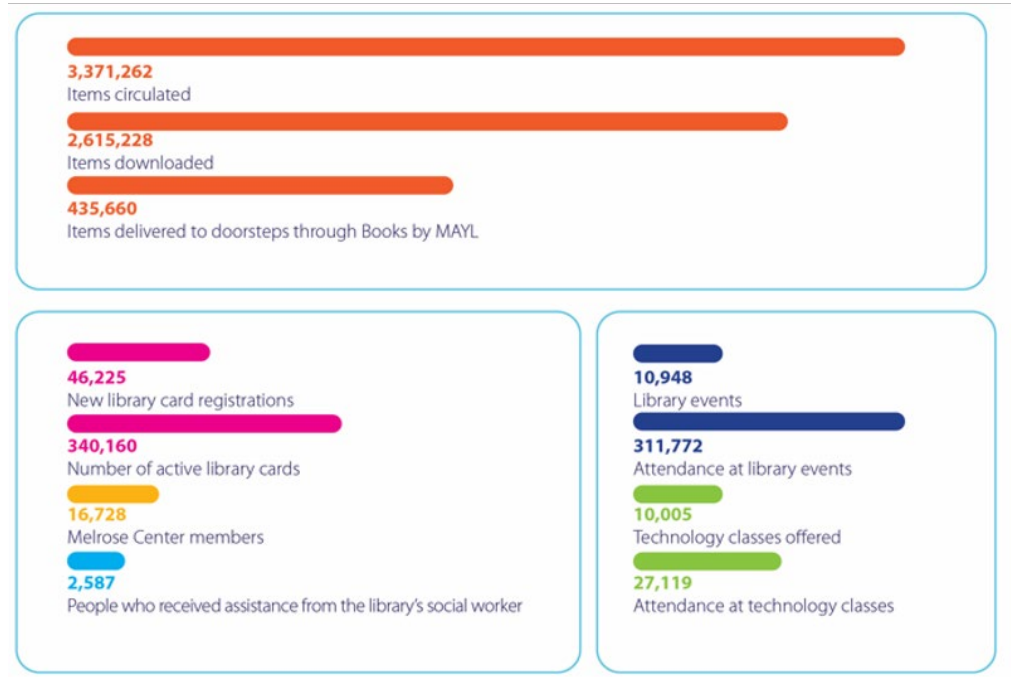 3,371,262
Items circulated
2,615,228
Items downloaded
435,660
Items delivered to doorsteps through Books by MAYL
46,225
New library card registrations
340,160
Number of active library cards
16,728
Melrose Center members
2,587
People who received assistance from the library's social worker
10,948
Library events
311,772
Attendance at library events
10,005
Technology classes offered
27,119
Attendance at technology classes